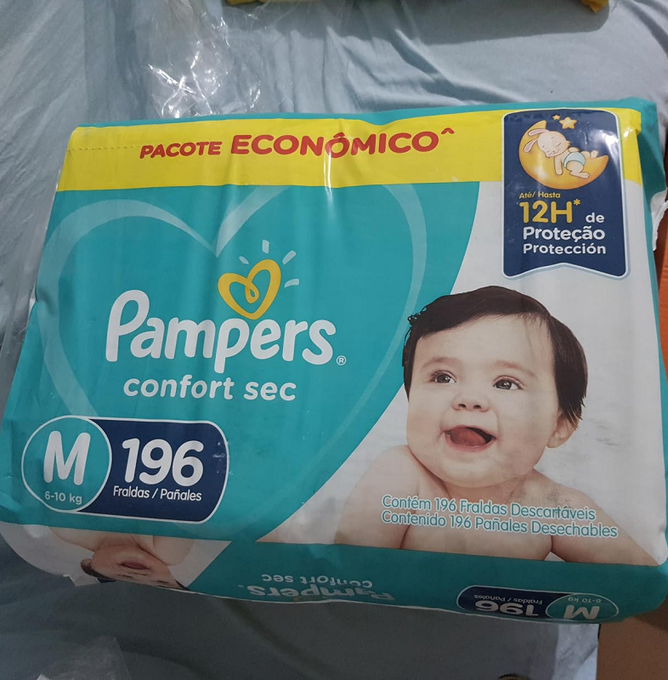 PACOTE ECONÔMICO^
Até/ Hasta
12H* de
Proteção
Protección
Pampers®
confort sec
M
6-10 kg
196
Fraldas / Pañales
Contém 196 Fraldas Descartáveis
Contenido 196 Pañales Desechables
Pampers.
confort sec
M
6-10 kg
196
Fraldas / Pañales